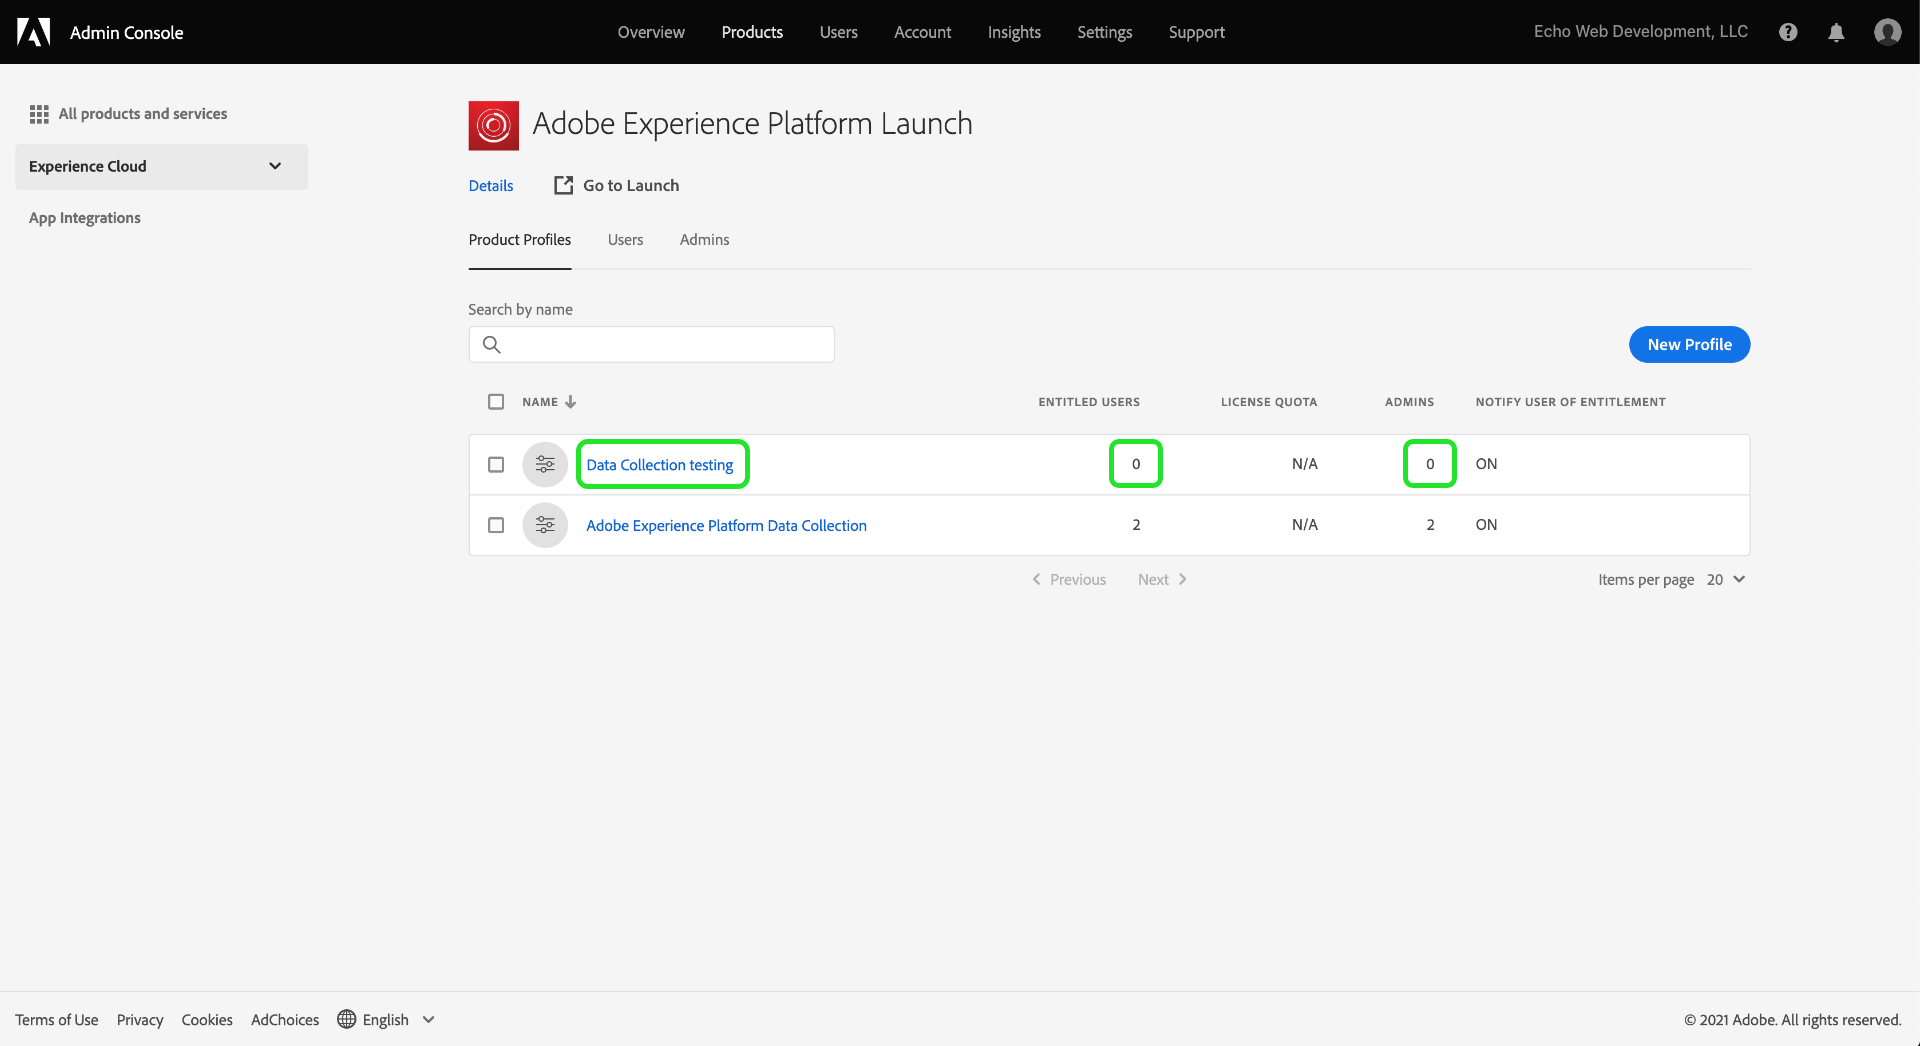 Admin Console
Overview Products Users Account Insights Settings Support
Echo Web Development, LLC
All products and services
Experience Cloud
App Integrations
Adobe Experience Platform Launch
Details Go to Launch
Product Profiles Users Admins
Search by name
New Profile
NAME ENTITLED USERS LICENSE QUOTA ADMINS NOTIFY USER OF ENTITLEMENT
Data Collection testing 0 N/A 0 ON
Adobe Experience Platform Data Collection 2 N/A 2 ON
Previous Next Items per page 20
Terms of Use Privacy Cookies AdChoices English © 2021 Adobe. All rights reserved.